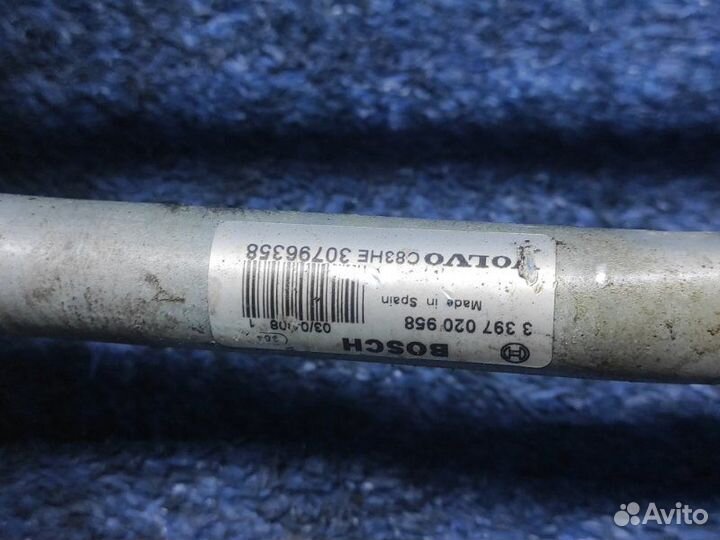 BOSCH
3 397 020 958
Made in Spain
VOLVO C83HE 30796358
Avito